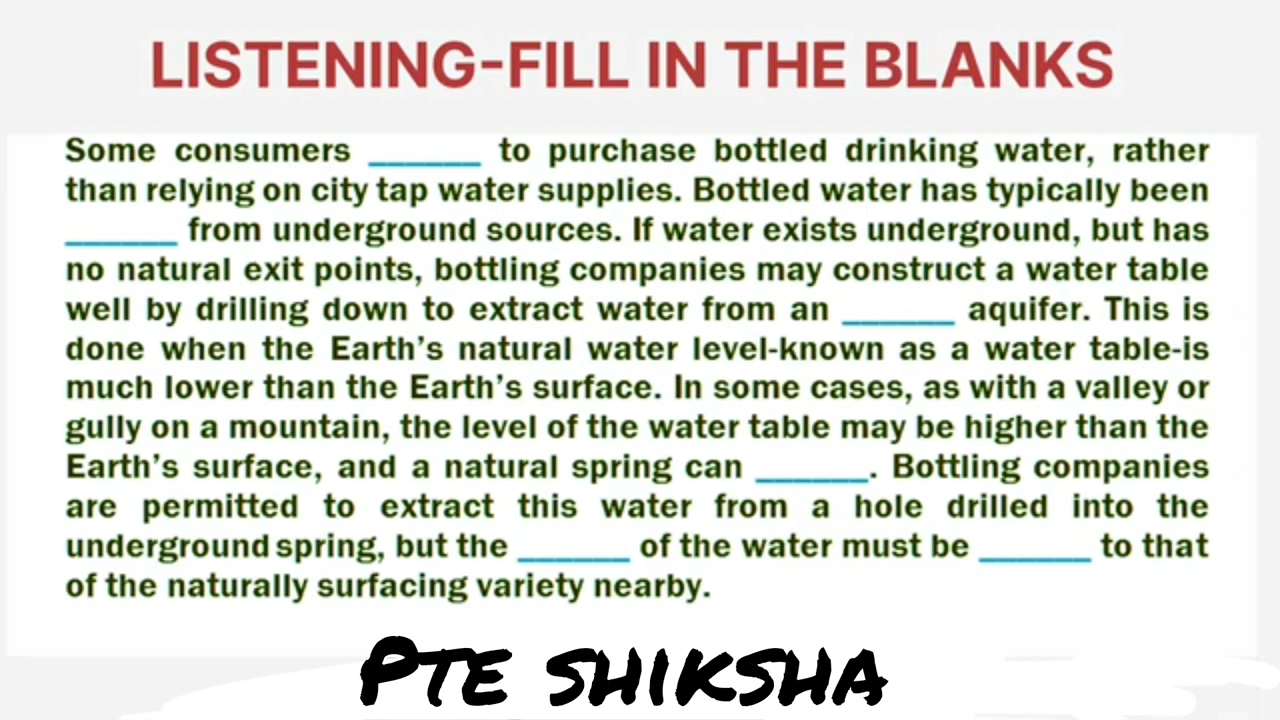 LISTENING-FILL IN THE BLANKS
Some consumers ______ to purchase bottled drinking water, rather
than relying on city tap water supplies. Bottled water has typically been
______ from underground sources. If water exists underground, but has
no natural exit points, bottling companies may construct a water table
well by drilling down to extract water from an ______ aquifer. This is
done when the Earth's natural water level-known as a water table-is
much lower than the Earth's surface. In some cases, as with a valley or
gully on a mountain, the level of the water table may be higher than the
Earth's surface, and a natural spring can ______. Bottling companies
are permitted to extract this water from a hole drilled into the
underground spring, but the ______ of the water must be ______ to that
of the naturally surfacing variety nearby.
PTE SHIKSHA